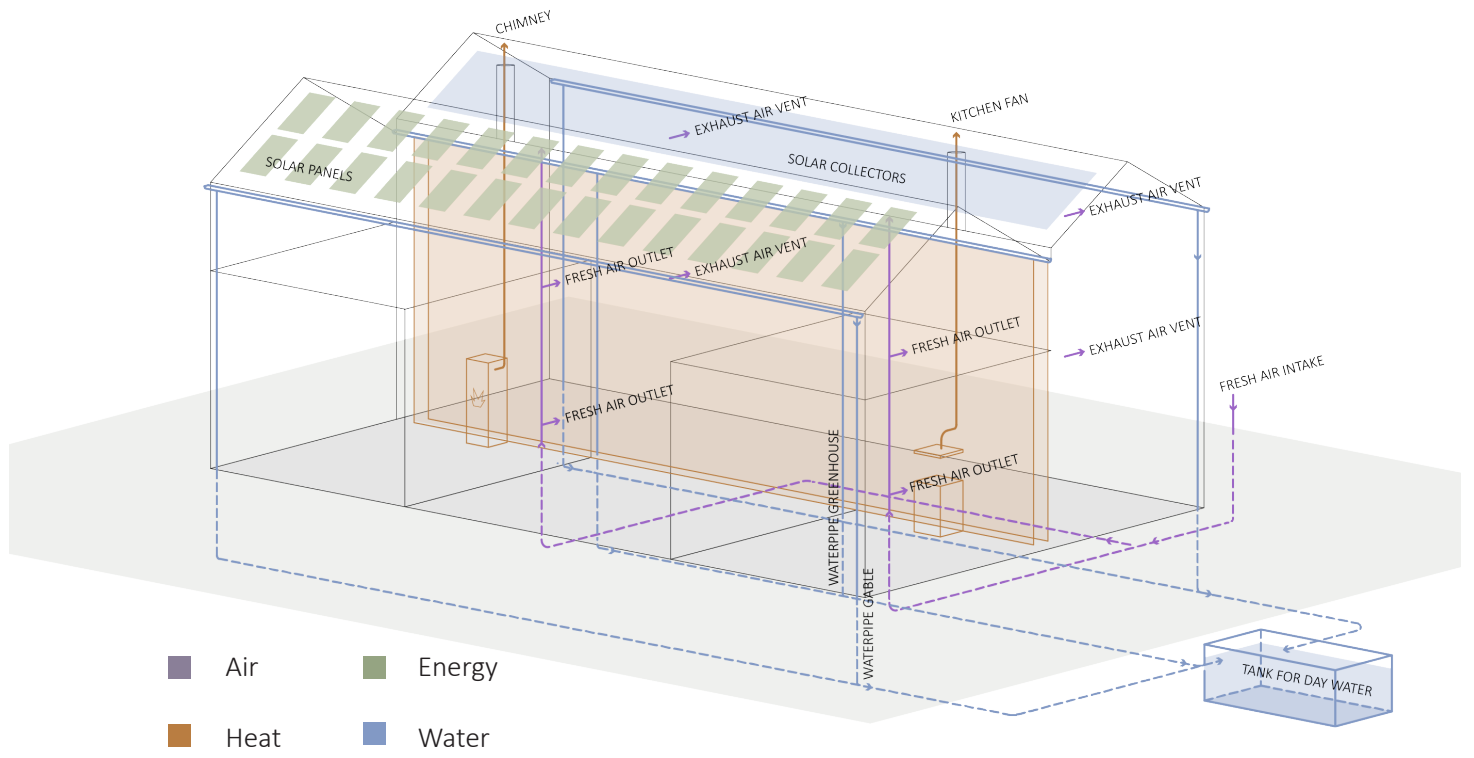 CHIMNEY
KITCHEN FAN
EXHAUST AIR VENT
SOLAR COLLECTORS
SOLAR PANELS
EXHAUST AIR VENT
FRESH AIR OUTLET
EXHAUST AIR VENT
FRESH AIR OUTLET
EXHAUST AIR VENT
FRESH AIR INTAKE
FRESH AIR OUTLET
FRESH AIR OUTLET
WATERPIPE GREENHOUSE
WATERPIPE GABLE
TANK FOR DAY WATER
Air
Energy
Heat
Water